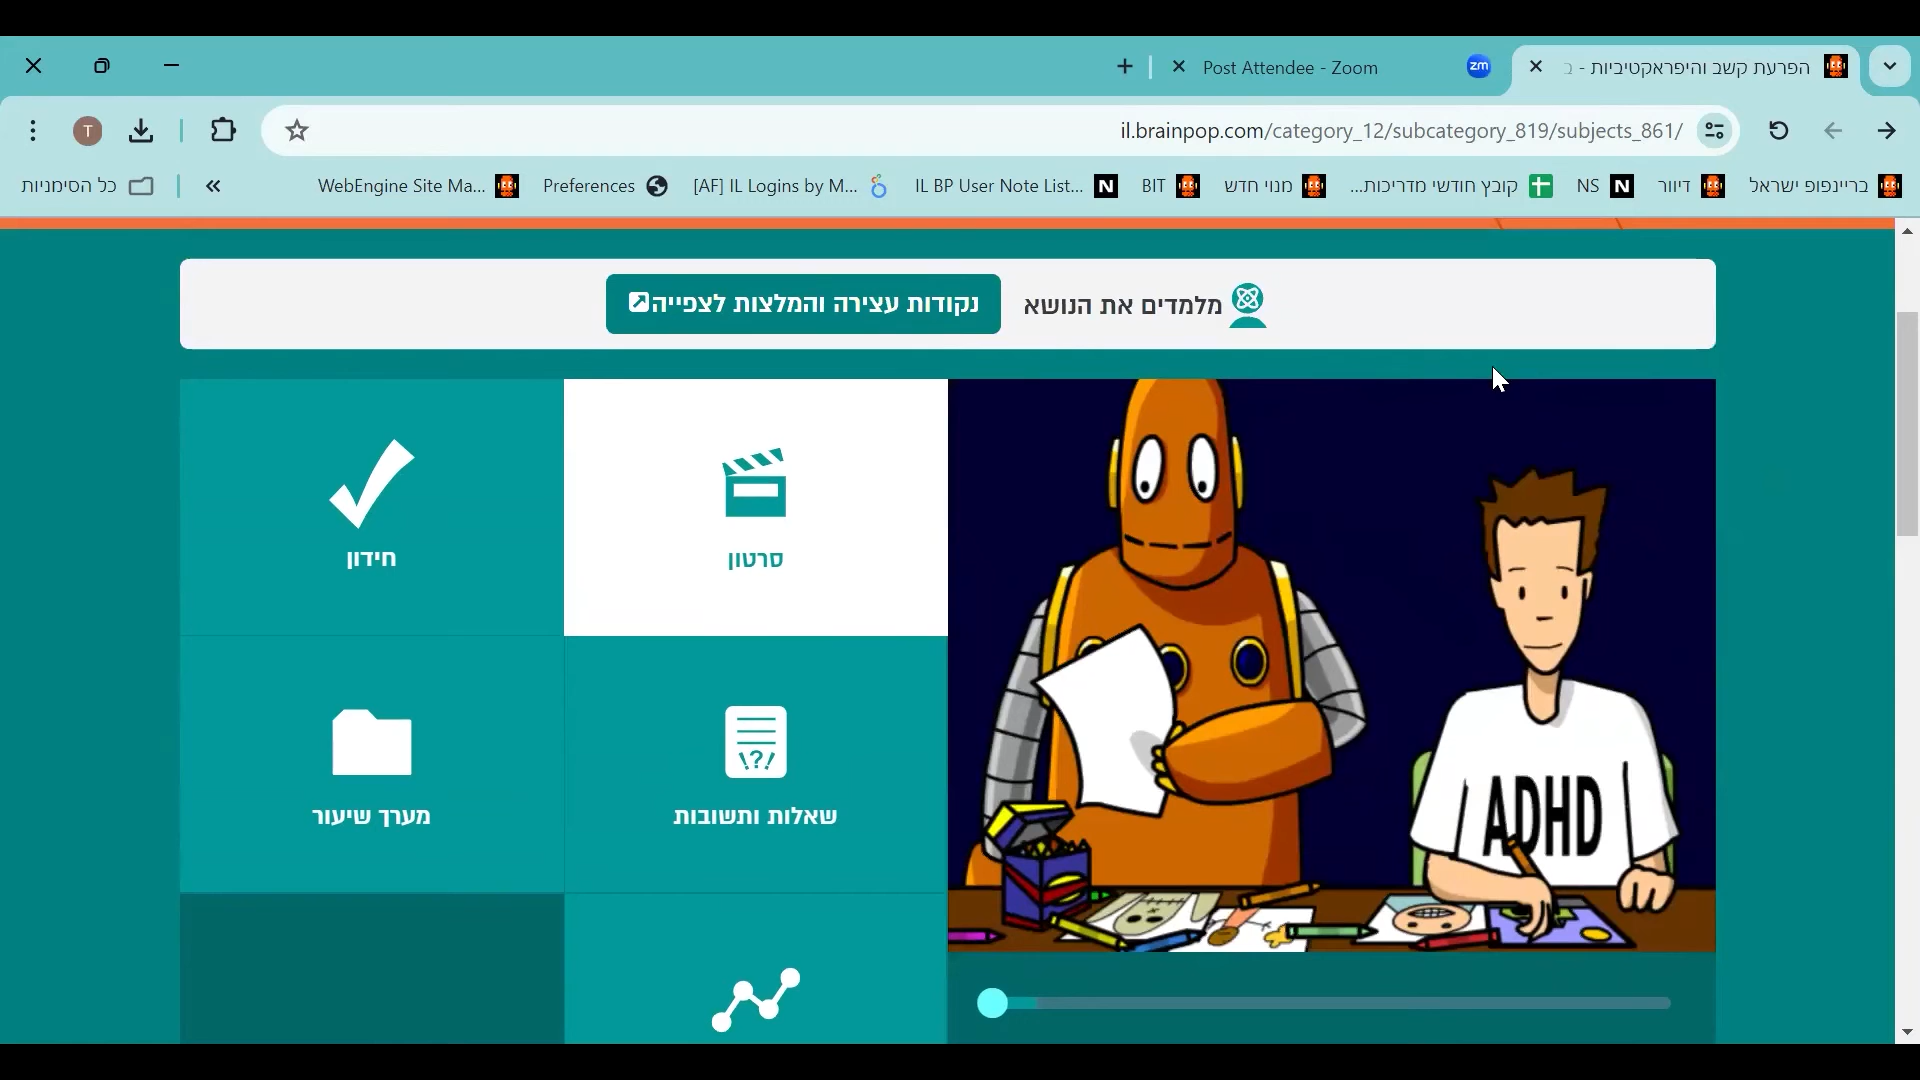 הפרעת קשב והיפראקטיביות - ב
zm
Post Attendee - Zoom
il.brainpop.com/category_12/subcategory_819/subjects_861/
T
בריינפופ ישראל
דיוור
NS
קובץ חודשי מדריכות...
מנוי חדש
BIT
IL BP User Note List...
[AF] IL Logins by M...
Preferences
WebEngine Site Ma...
כל הסימניות
מלמדים את הנושא
נקודות עצירה והמלצות לצפייה
סרטון
חידון
שאלות ותשובות
מערך שיעור
ADHD